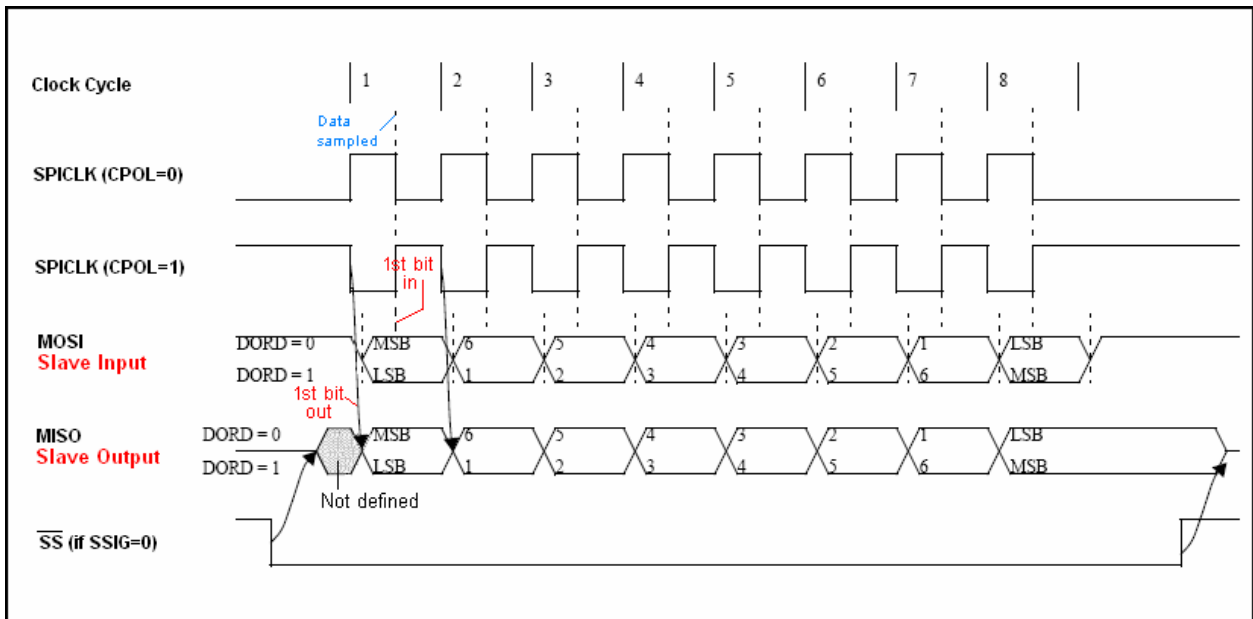 Clock Cycle 1 2 3 4 5 6 7 8
Data
sampled
SPICLK (CPOL=0)
SPICLK (CPOL=1)
1st bit
in
MOSI DORD = 0 MSB 6 5 4 3 2 1 LSB
Slave Input DORD = 1 LSB 1 2 3 4 5 6 MSB
1st bit
out
MISO DORD = 0 MSB 6 5 4 3 2 1 LSB
Slave Output DORD = 1 LSB 1 2 3 4 5 6 MSB
Not defined
SS (if SSIG=0)